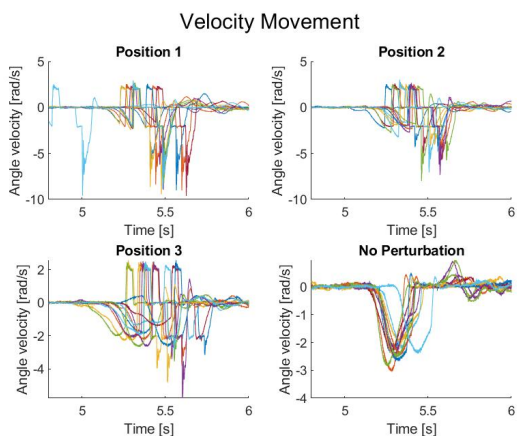 Velocity Movement
Position 1
Angle velocity [rad/s]
5
0
-5
-10
5
5.5
6
Time [s]
Position 2
Angle velocity [rad/s]
5
0
-5
-10
5
5.5
6
Time [s]
Position 3
Angle velocity [rad/s]
2
0
-2
-4
5
5.5
6
Time [s]
No Perturbation
Angle velocity [rad/s]
1
0
-1
-2
-3
-4
5
5.5
6
Time [s]